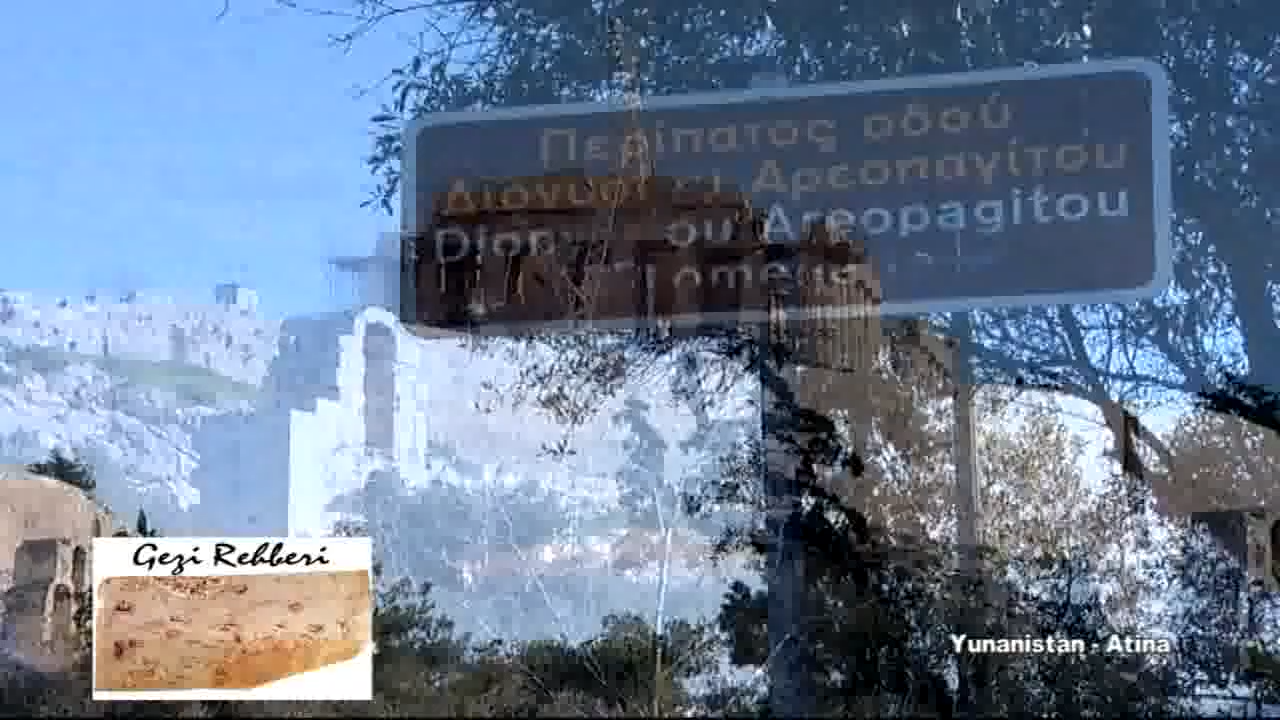 Περίπατος οδού
Αρεοπαγίτου
Areopagitou
Gezi Rehberi
Yunanistan - Atina